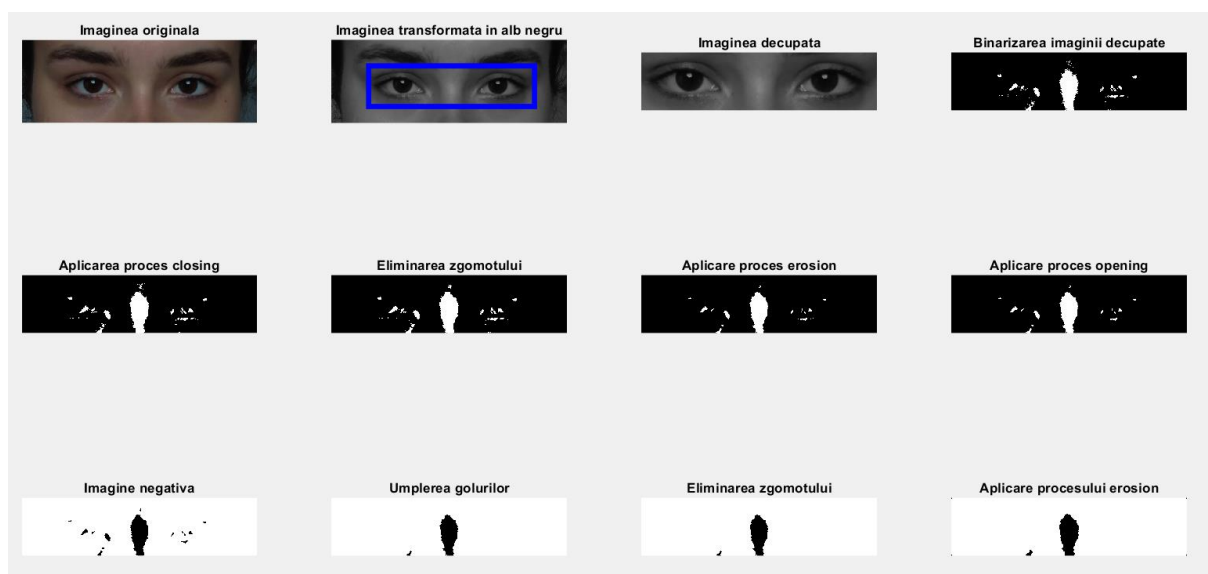 Imaginea originala
Imaginea transformata in alb negru
Imaginea decupata
Binarizarea imaginii decupate
Aplicarea proces closing
Eliminarea zgomotului
Aplicare proces erosion
Aplicare proces opening
Imagine negativa
Umplerea golurilor
Eliminarea zgomotului
Aplicare procesului erosion